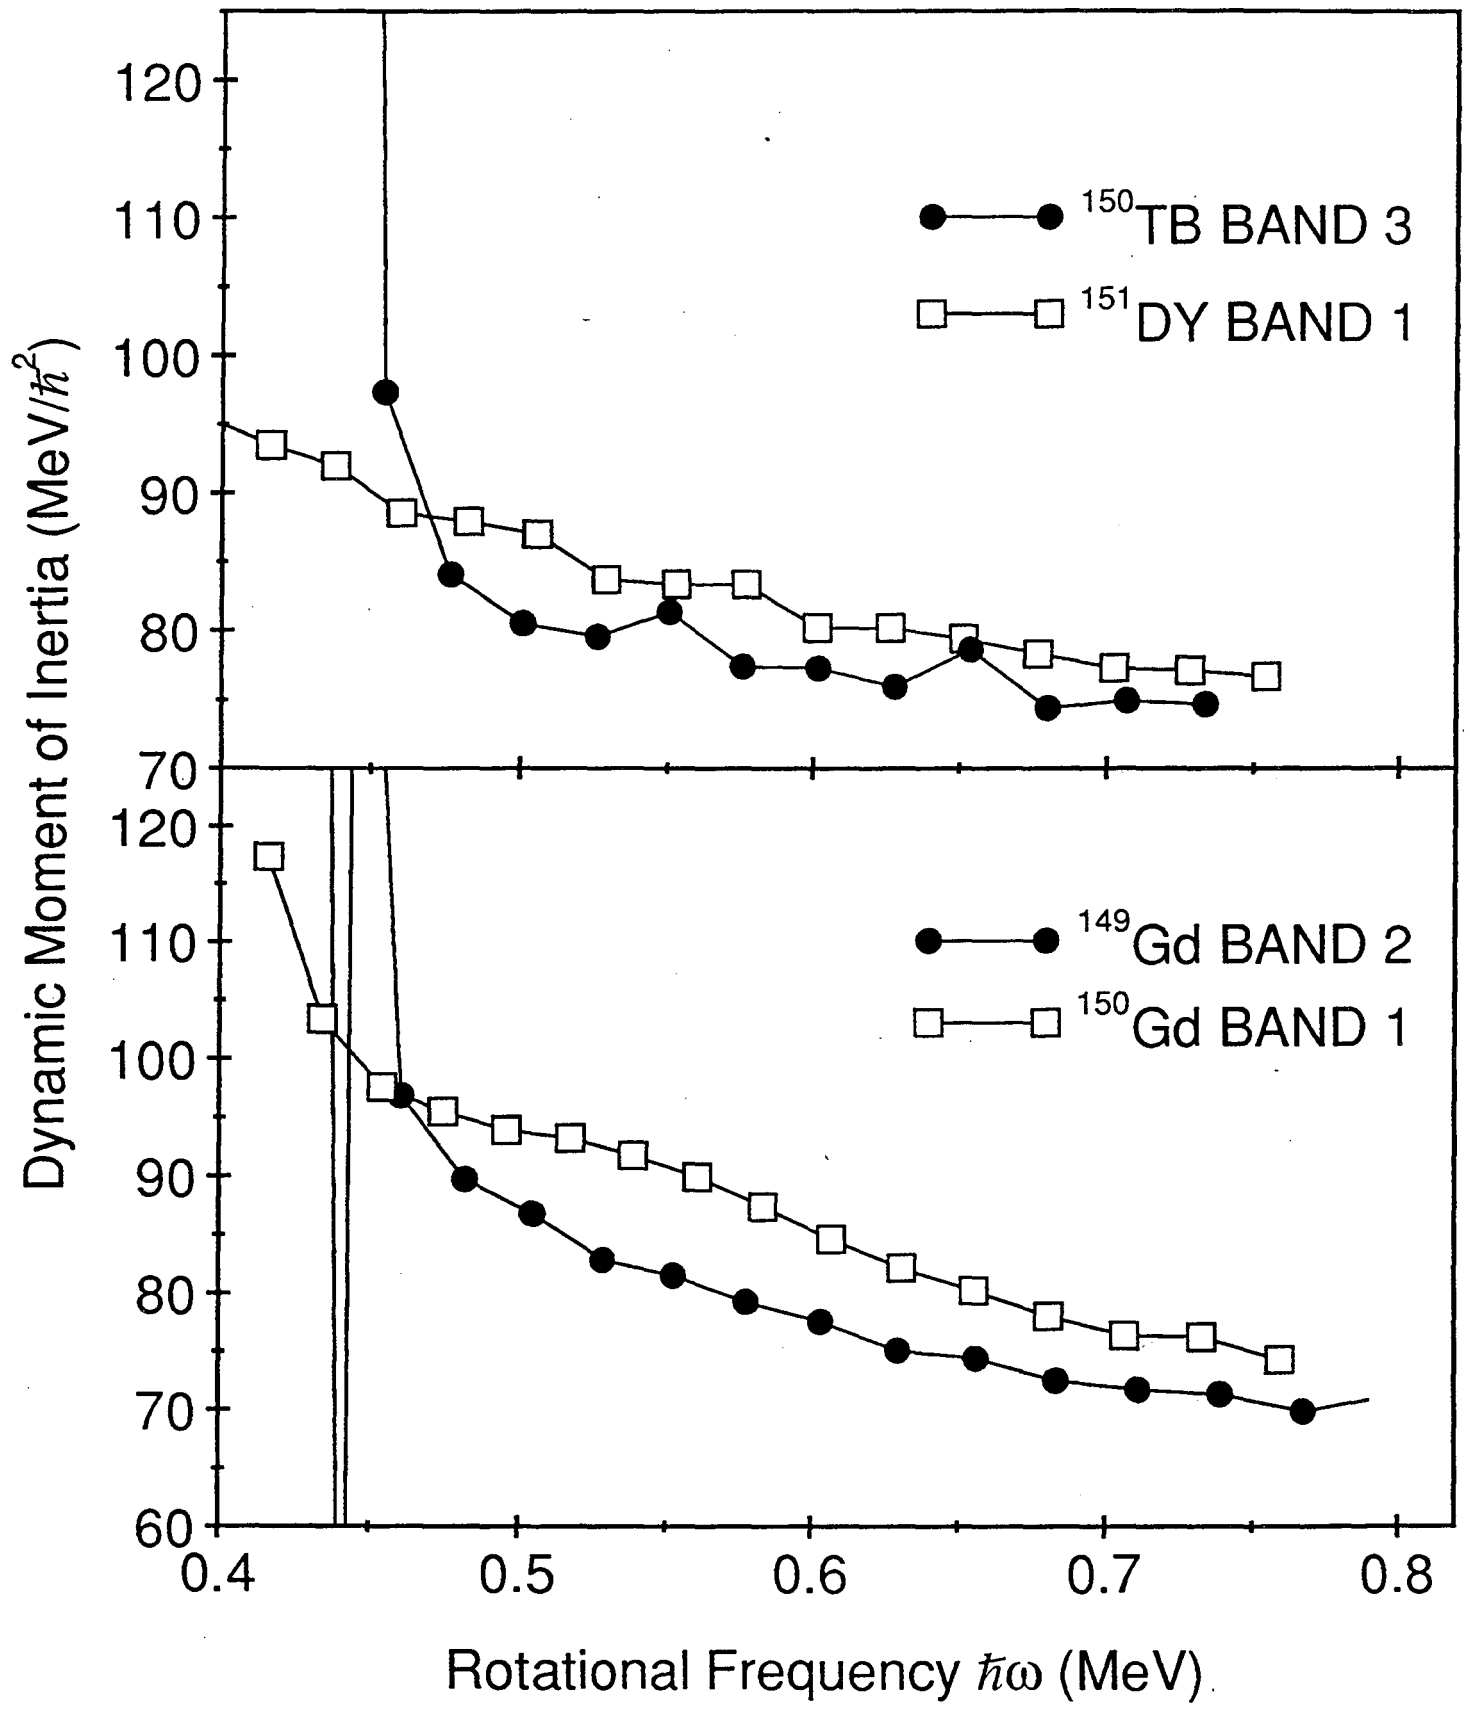 120
110
100
90
80
70
¹⁵⁰TB BAND 3
¹⁵¹DY BAND 1
Dynamic Moment of Inertia (MeV/ℏ²)
120
110
100
90
80
70
60
¹⁴⁹Gd BAND 2
¹⁵⁰Gd BAND 1
0.4 0.5 0.6 0.7 0.8
Rotational Frequency ℏω (MeV)